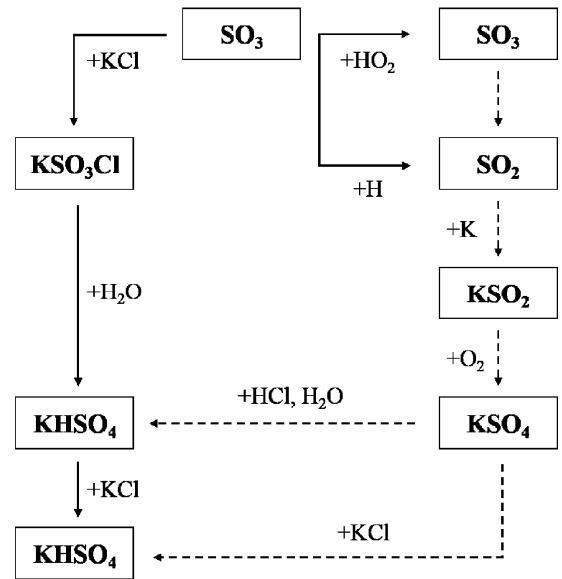 SO₃
SO₃
+KCl
+HO₂
KSO₃Cl
SO₂
+H
+K
KSO₂
+H₂O
+O₂
+HCl, H₂O
KHSO₄
KSO₄
+KCl
+KCl
KHSO₄